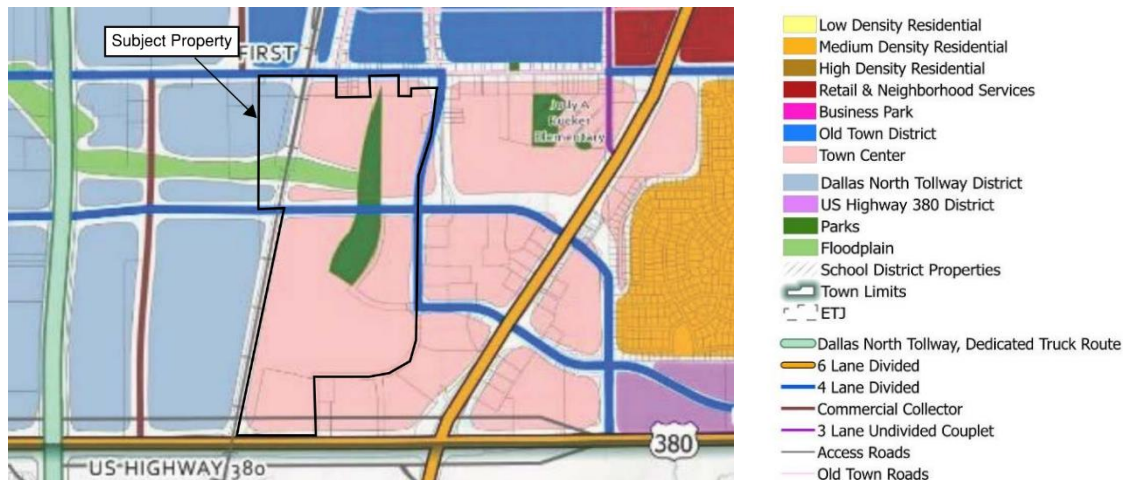 Subject Property
FIRST
Judy A
Rucker
Elementary
380
US HIGHWAY 380
Low Density Residential
Medium Density Residential
High Density Residential
Retail & Neighborhood Services
Business Park
Old Town District
Town Center
Dallas North Tollway District
US Highway 380 District
Parks
Floodplain
School District Properties
Town Limits
ETJ
Dallas North Tollway, Dedicated Truck Route
6 Lane Divided
4 Lane Divided
Commercial Collector
3 Lane Undivided Couplet
Access Roads
Old Town Roads